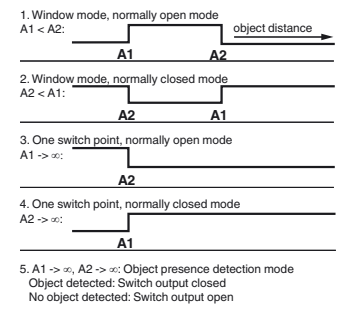 1. Window mode, normally open mode
A1 < A2:
object distance
A1 A2
2. Window mode, normally closed mode
A2 < A1:
A2 A1
3. One switch point, normally open mode
A1 -> ∞:
A2
4. One switch point, normally closed mode
A2 -> ∞:
A1
5. A1 -> ∞, A2 -> ∞: Object presence detection mode
Object detected: Switch output closed
No object detected: Switch output open